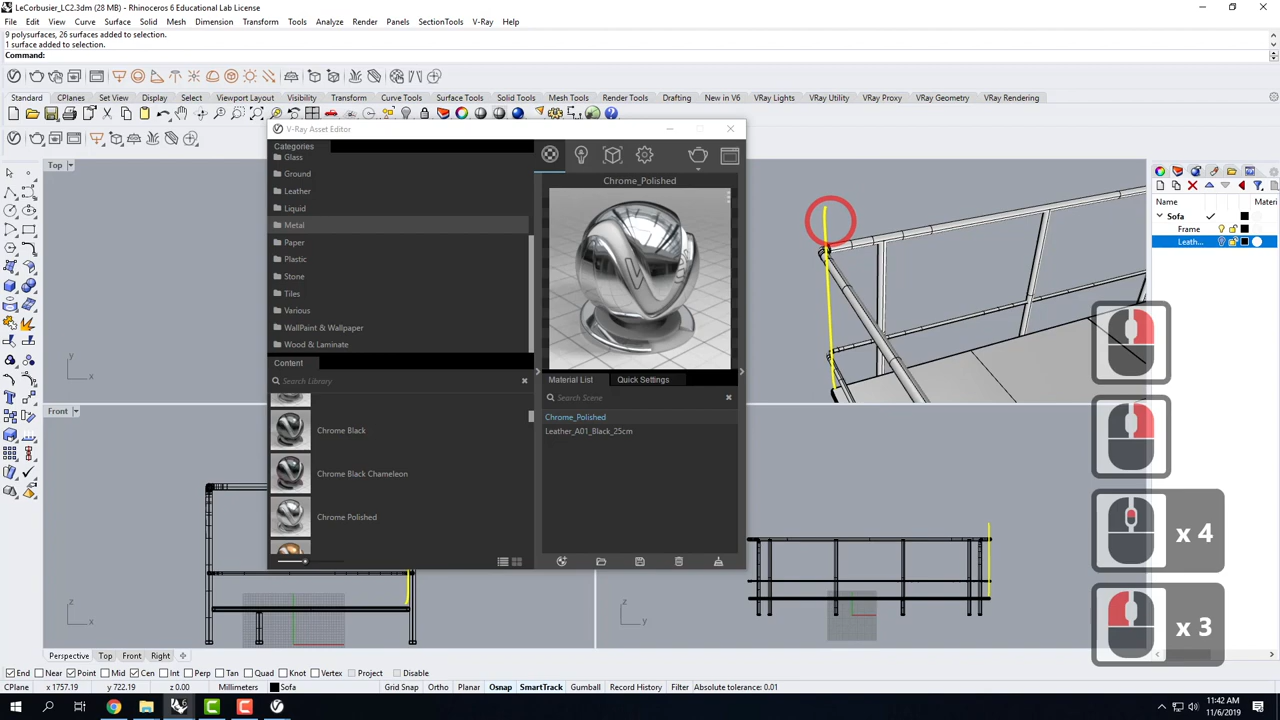 LeCorbusier_LC2.3dm (28 MB) - Rhinoceros 6 Educational Lab License
File Edit View Curve Surface Solid Mesh Dimension Transform Tools Analyze Render Panels SectionTools V-Ray Help
9 polysurfaces, 26 surfaces added to selection.
1 surface added to selection.
Command:
Standard CPlanes Set View Display Select Viewport Layout Visibility Transform Curve Tools Surface Tools Solid Tools Mesh Tools Render Tools Drafting New in V6 VRay Lights VRay Utility VRay Proxy VRay Geometry VRay Rendering
V-Ray Asset Editor
Categories
Glass
Ground
Leather
Liquid
Metal
Paper
Plastic
Stone
Tiles
Various
WallPaint & Wallpaper
Wood & Laminate
Content
Search Library
Chrome Black
Chrome Black Chameleon
Chrome Polished
Chrome_Polished
Material List Quick Settings
Search Scene
Chrome_Polished
Leather_A01_Black_25cm
Top
y
x
Front
z
x
z
y
Name Materi
Sofa
Frame
Leath...
x 4
x 3
Perspective Top Front Right
End Near Point Mid Cen Int Perp Tan Quad Knot Vertex Project Disable
CPlane x 1757.19 y 722.19 z 0.00 Millimeters Sofa Grid Snap Ortho Planar Osnap SmartTrack Gumball Record History Filter Absolute tolerance: 0.01
11:42 AM
11/6/2019